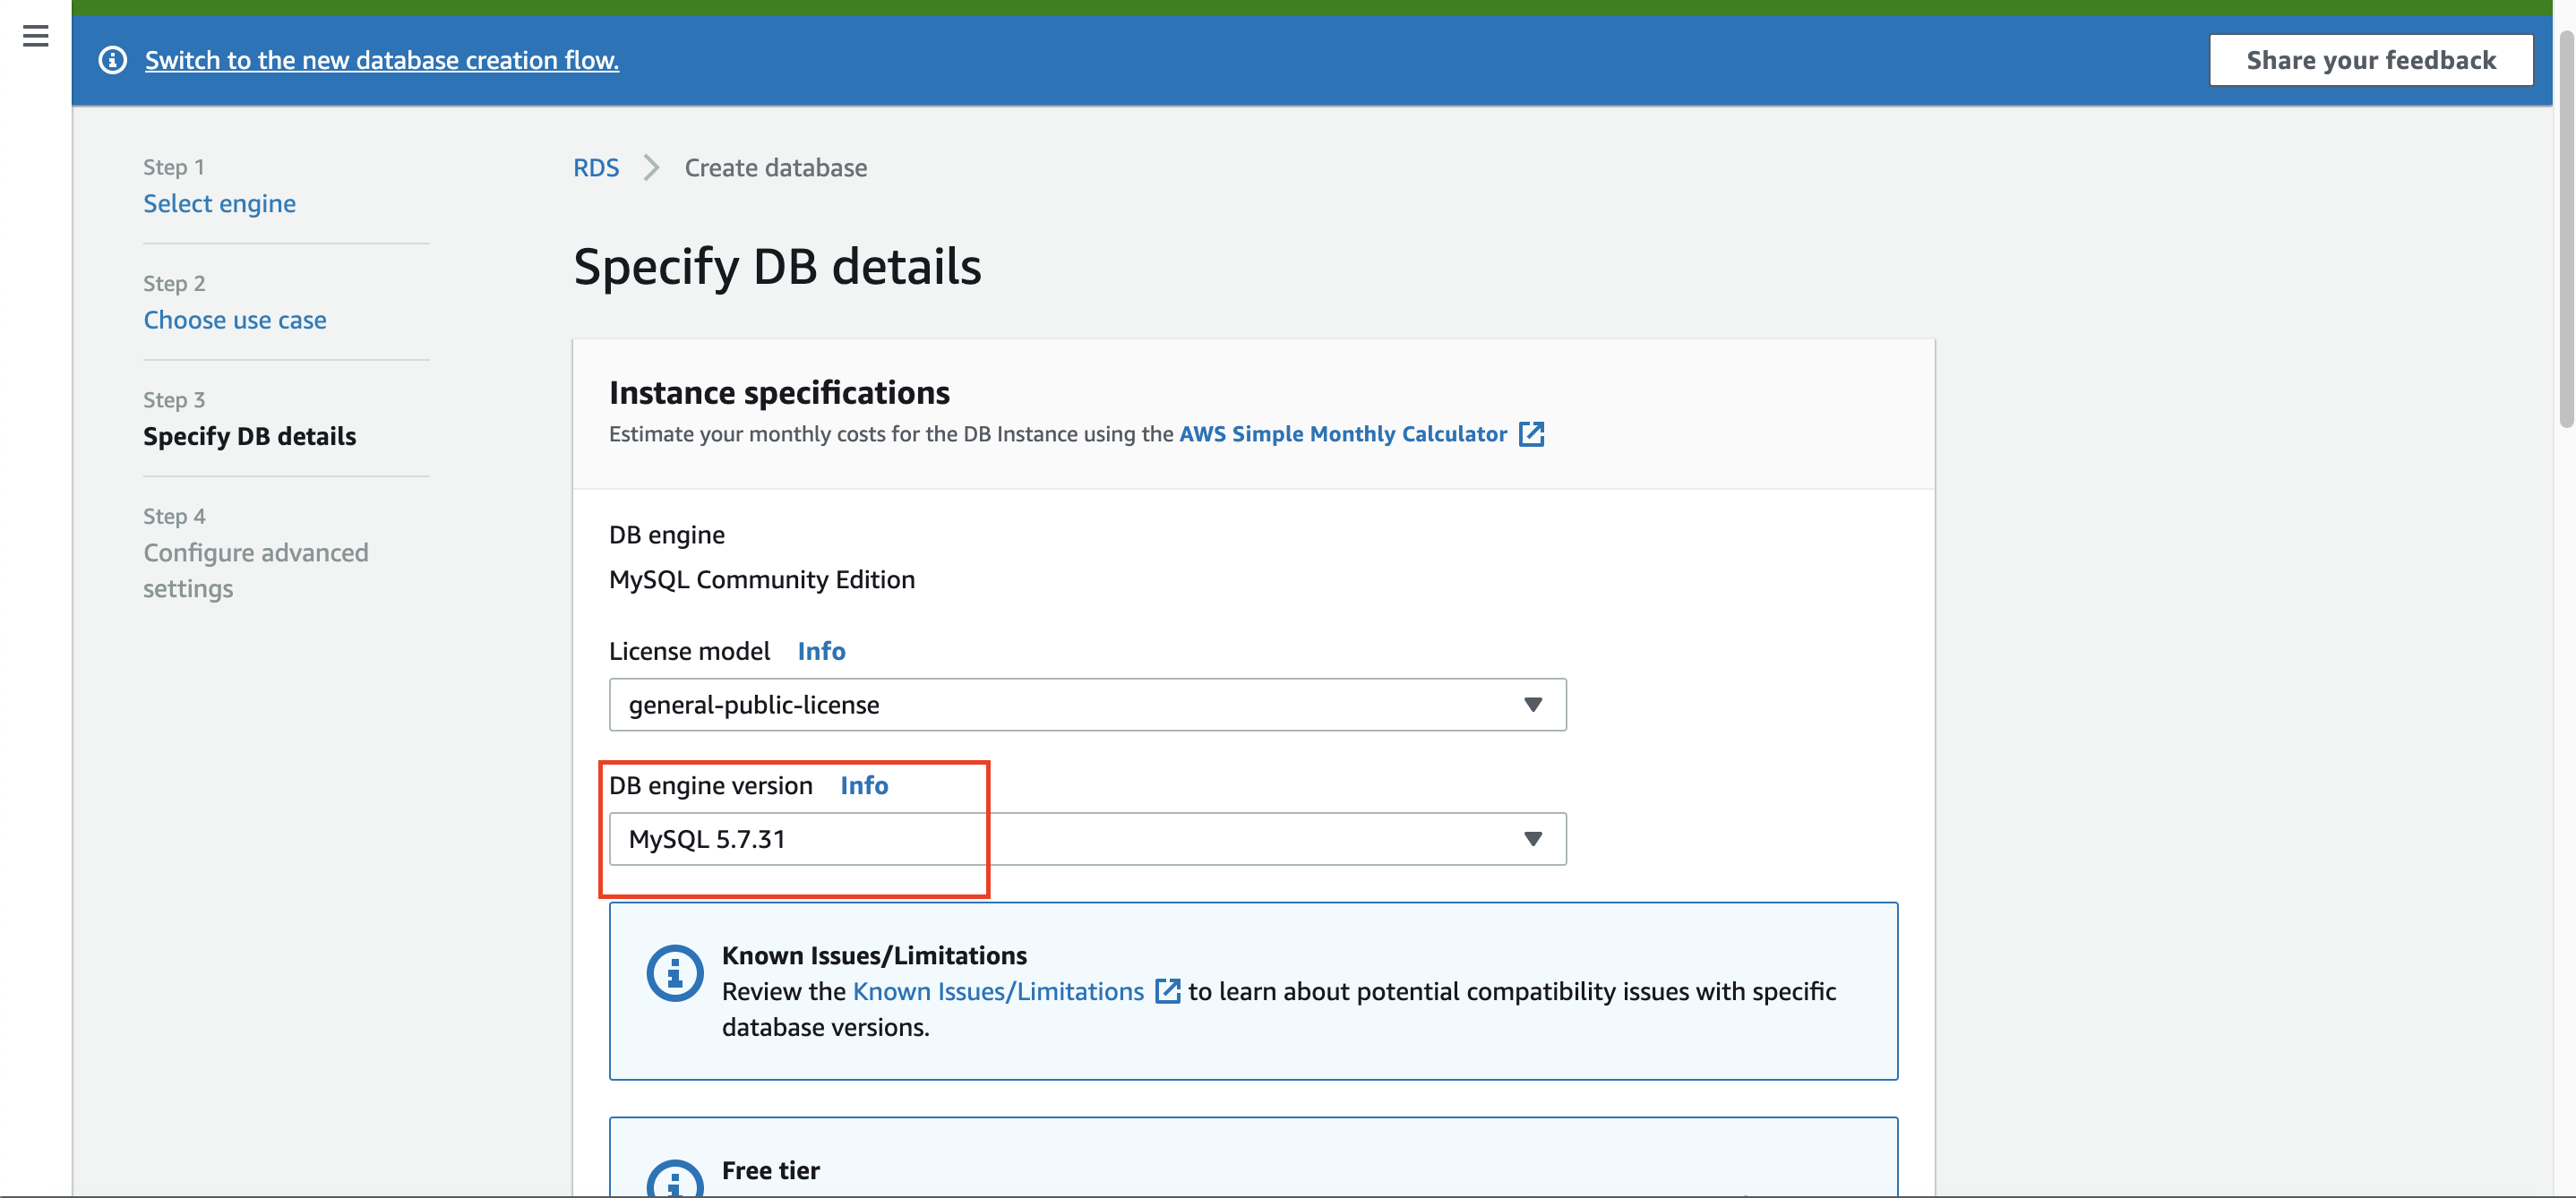 Switch to the new database creation flow.
Share your feedback
Step 1
Select engine
Step 2
Choose use case
Step 3
Specify DB details
Step 4
Configure advanced
settings
RDS
Create database
Specify DB details
Instance specifications
Estimate your monthly costs for the DB Instance using the AWS Simple Monthly Calculator
DB engine
MySQL Community Edition
License model Info
general-public-license
DB engine version Info
MySQL 5.7.31
Known Issues/Limitations
Review the Known Issues/Limitations to learn about potential compatibility issues with specific
database versions.
Free tier